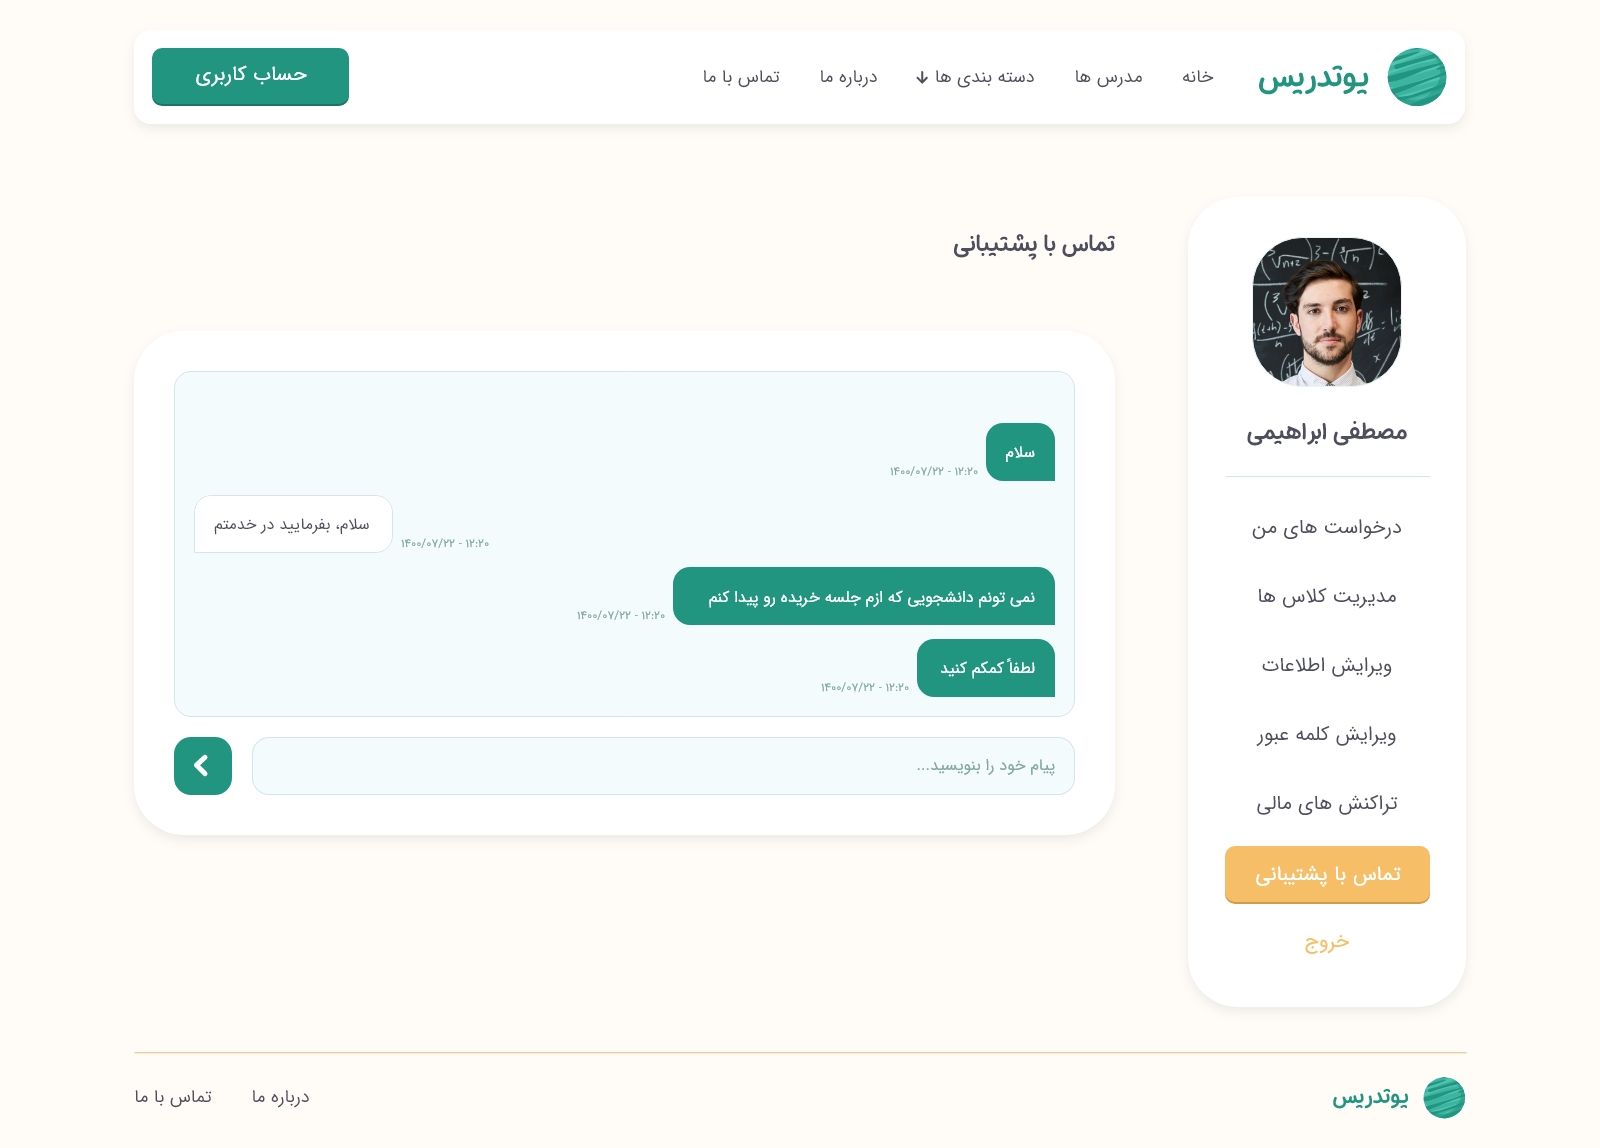 یوتدریس
خانه
مدرس ها
دسته بندی ها
درباره ما
تماس با ما
حساب کاربری
مصطفی ابراهیمی
درخواست های من
مدیریت کلاس ها
ویرایش اطلاعات
ویرایش کلمه عبور
تراکنش های مالی
تماس با پشتیبانی
خروج
تماس با پشتیبانی
سلام
۱۴۰۰/۰۷/۲۲ - ۱۲:۲۰
سلام، بفرمایید در خدمتم
۱۴۰۰/۰۷/۲۲ - ۱۲:۲۰
نمی تونم دانشجویی که ازم جلسه خریده رو پیدا کنم
۱۴۰۰/۰۷/۲۲ - ۱۲:۲۰
لطفاً کمکم کنید
۱۴۰۰/۰۷/۲۲ - ۱۲:۲۰
پیام خود را بنویسید...
یوتدریس
درباره ما
تماس با ما